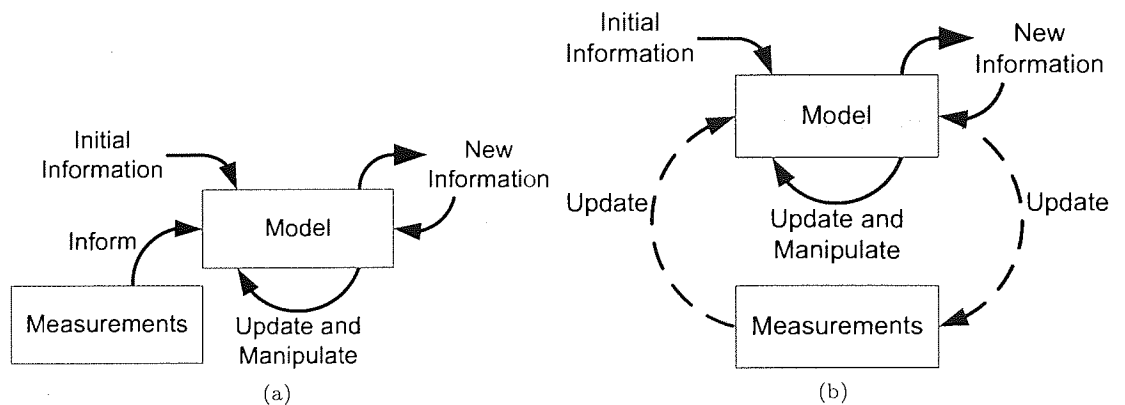 Initial
Information
New
Information
Model
Inform
Measurements
Update and
Manipulate
(a)
Initial
Information
New
Information
Model
Update
Update and
Manipulate
Update
Measurements
(b)